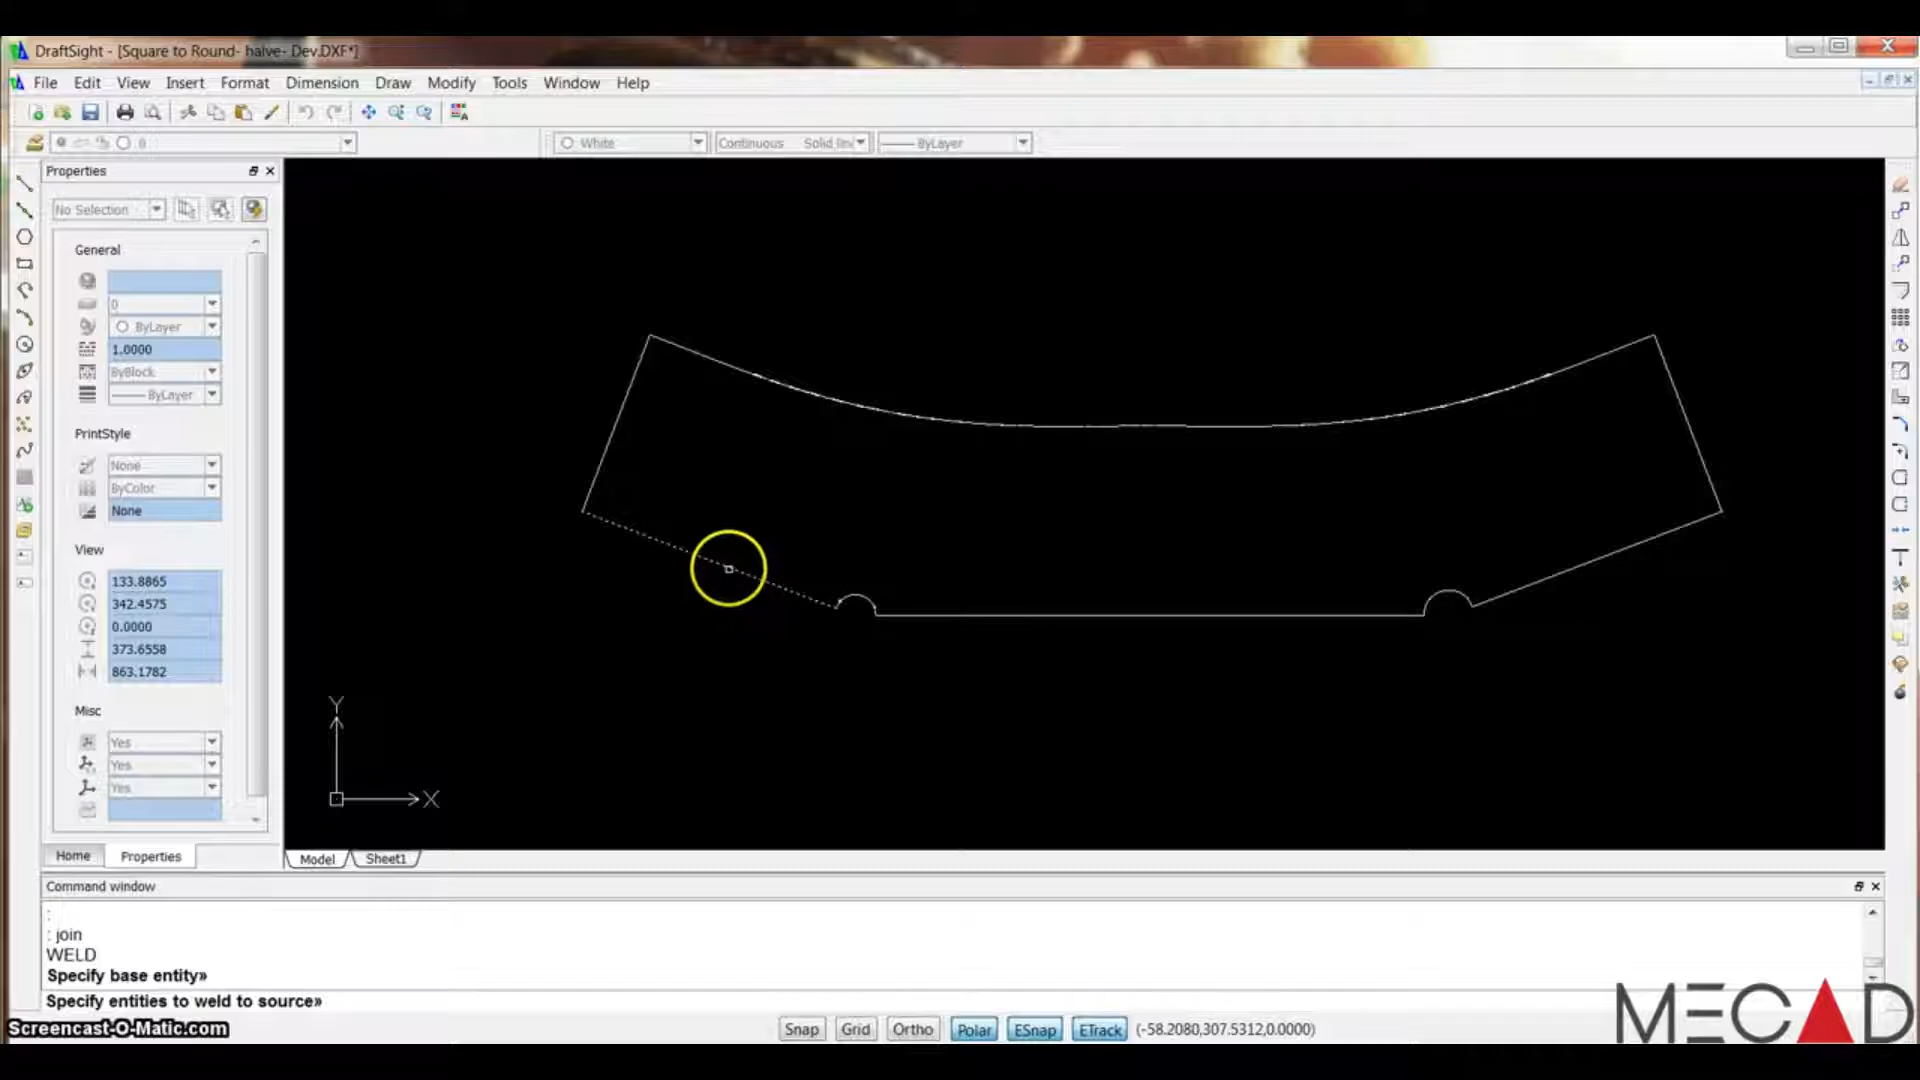 DraftSight - [Square to Round- halve- Dev.DXF*]
File Edit View Insert Format Dimension Draw Modify Tools Window Help
0 White Continuous Solid_line ByLayer
Properties
No Selection
General
0
ByLayer
1.0000
ByBlock
ByLayer
PrintStyle
None
ByColor
None
View
133.8865
342.4575
0.0000
373.6558
863.1782
Misc
Yes
Yes
Yes
Y
X
Home Properties
Model Sheet1
Command window
:
: join
WELD
Specify base entity»
Specify entities to weld to source»
Screencast-O-Matic.com
Snap Grid Ortho Polar ESnap ETrack (-58.2080,307.5312,0.0000)
MECAD